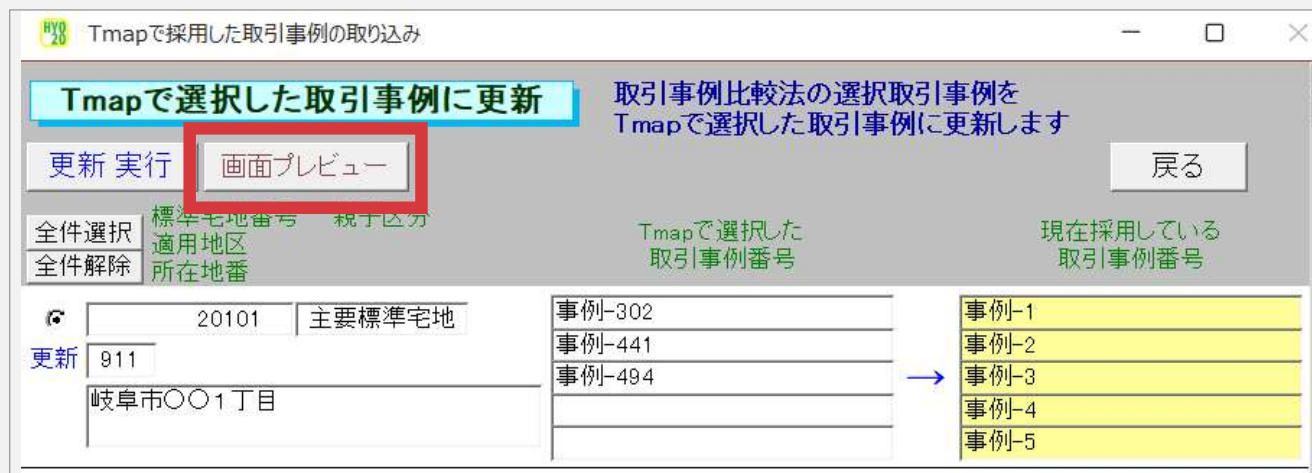 HYO
20
Tmapで採用した取引事例の取り込み
Tmapで選択した取引事例に更新
取引事例比較法の選択取引事例を
Tmapで選択した取引事例に更新します
更新 実行
画面プレビュー
戻る
全件選択
全件解除
標準宅地番号 親子区分
適用地区
所在地番
Tmapで選択した
取引事例番号
現在採用している
取引事例番号
20101
主要標準宅地
更新
911
岐阜市〇〇1丁目
事例-302
事例-441
事例-494
→
事例-1
事例-2
事例-3
事例-4
事例-5